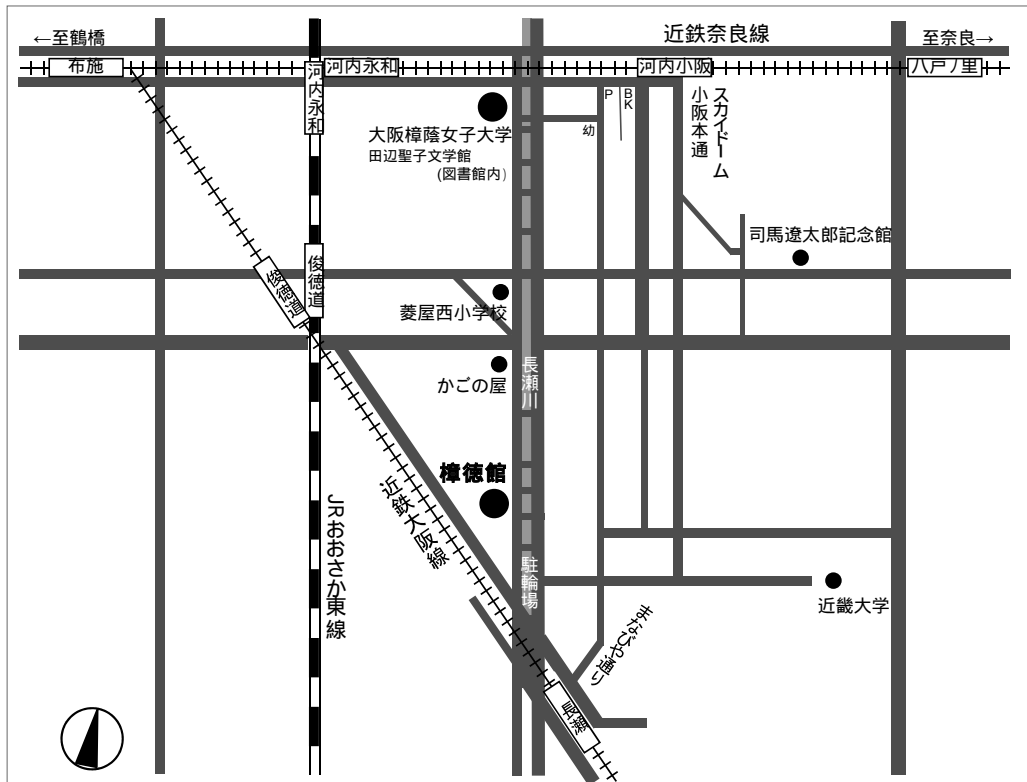 ←至鶴橋
近鉄奈良線
至奈良→
布施
河内永和
河内永和
河内小阪
八戸ノ里
P
BK
スカイドーム
小阪本通
幼
大阪樟蔭女子大学
田辺聖子文学館
(図書館内)
司馬遼太郎記念館
俊徳道
俊徳道
菱屋西小学校
長瀬川
かごの屋
樟徳館
近鉄大阪線
JRおおさか東線
駐輪場
近畿大学
まなびや通り
長瀬